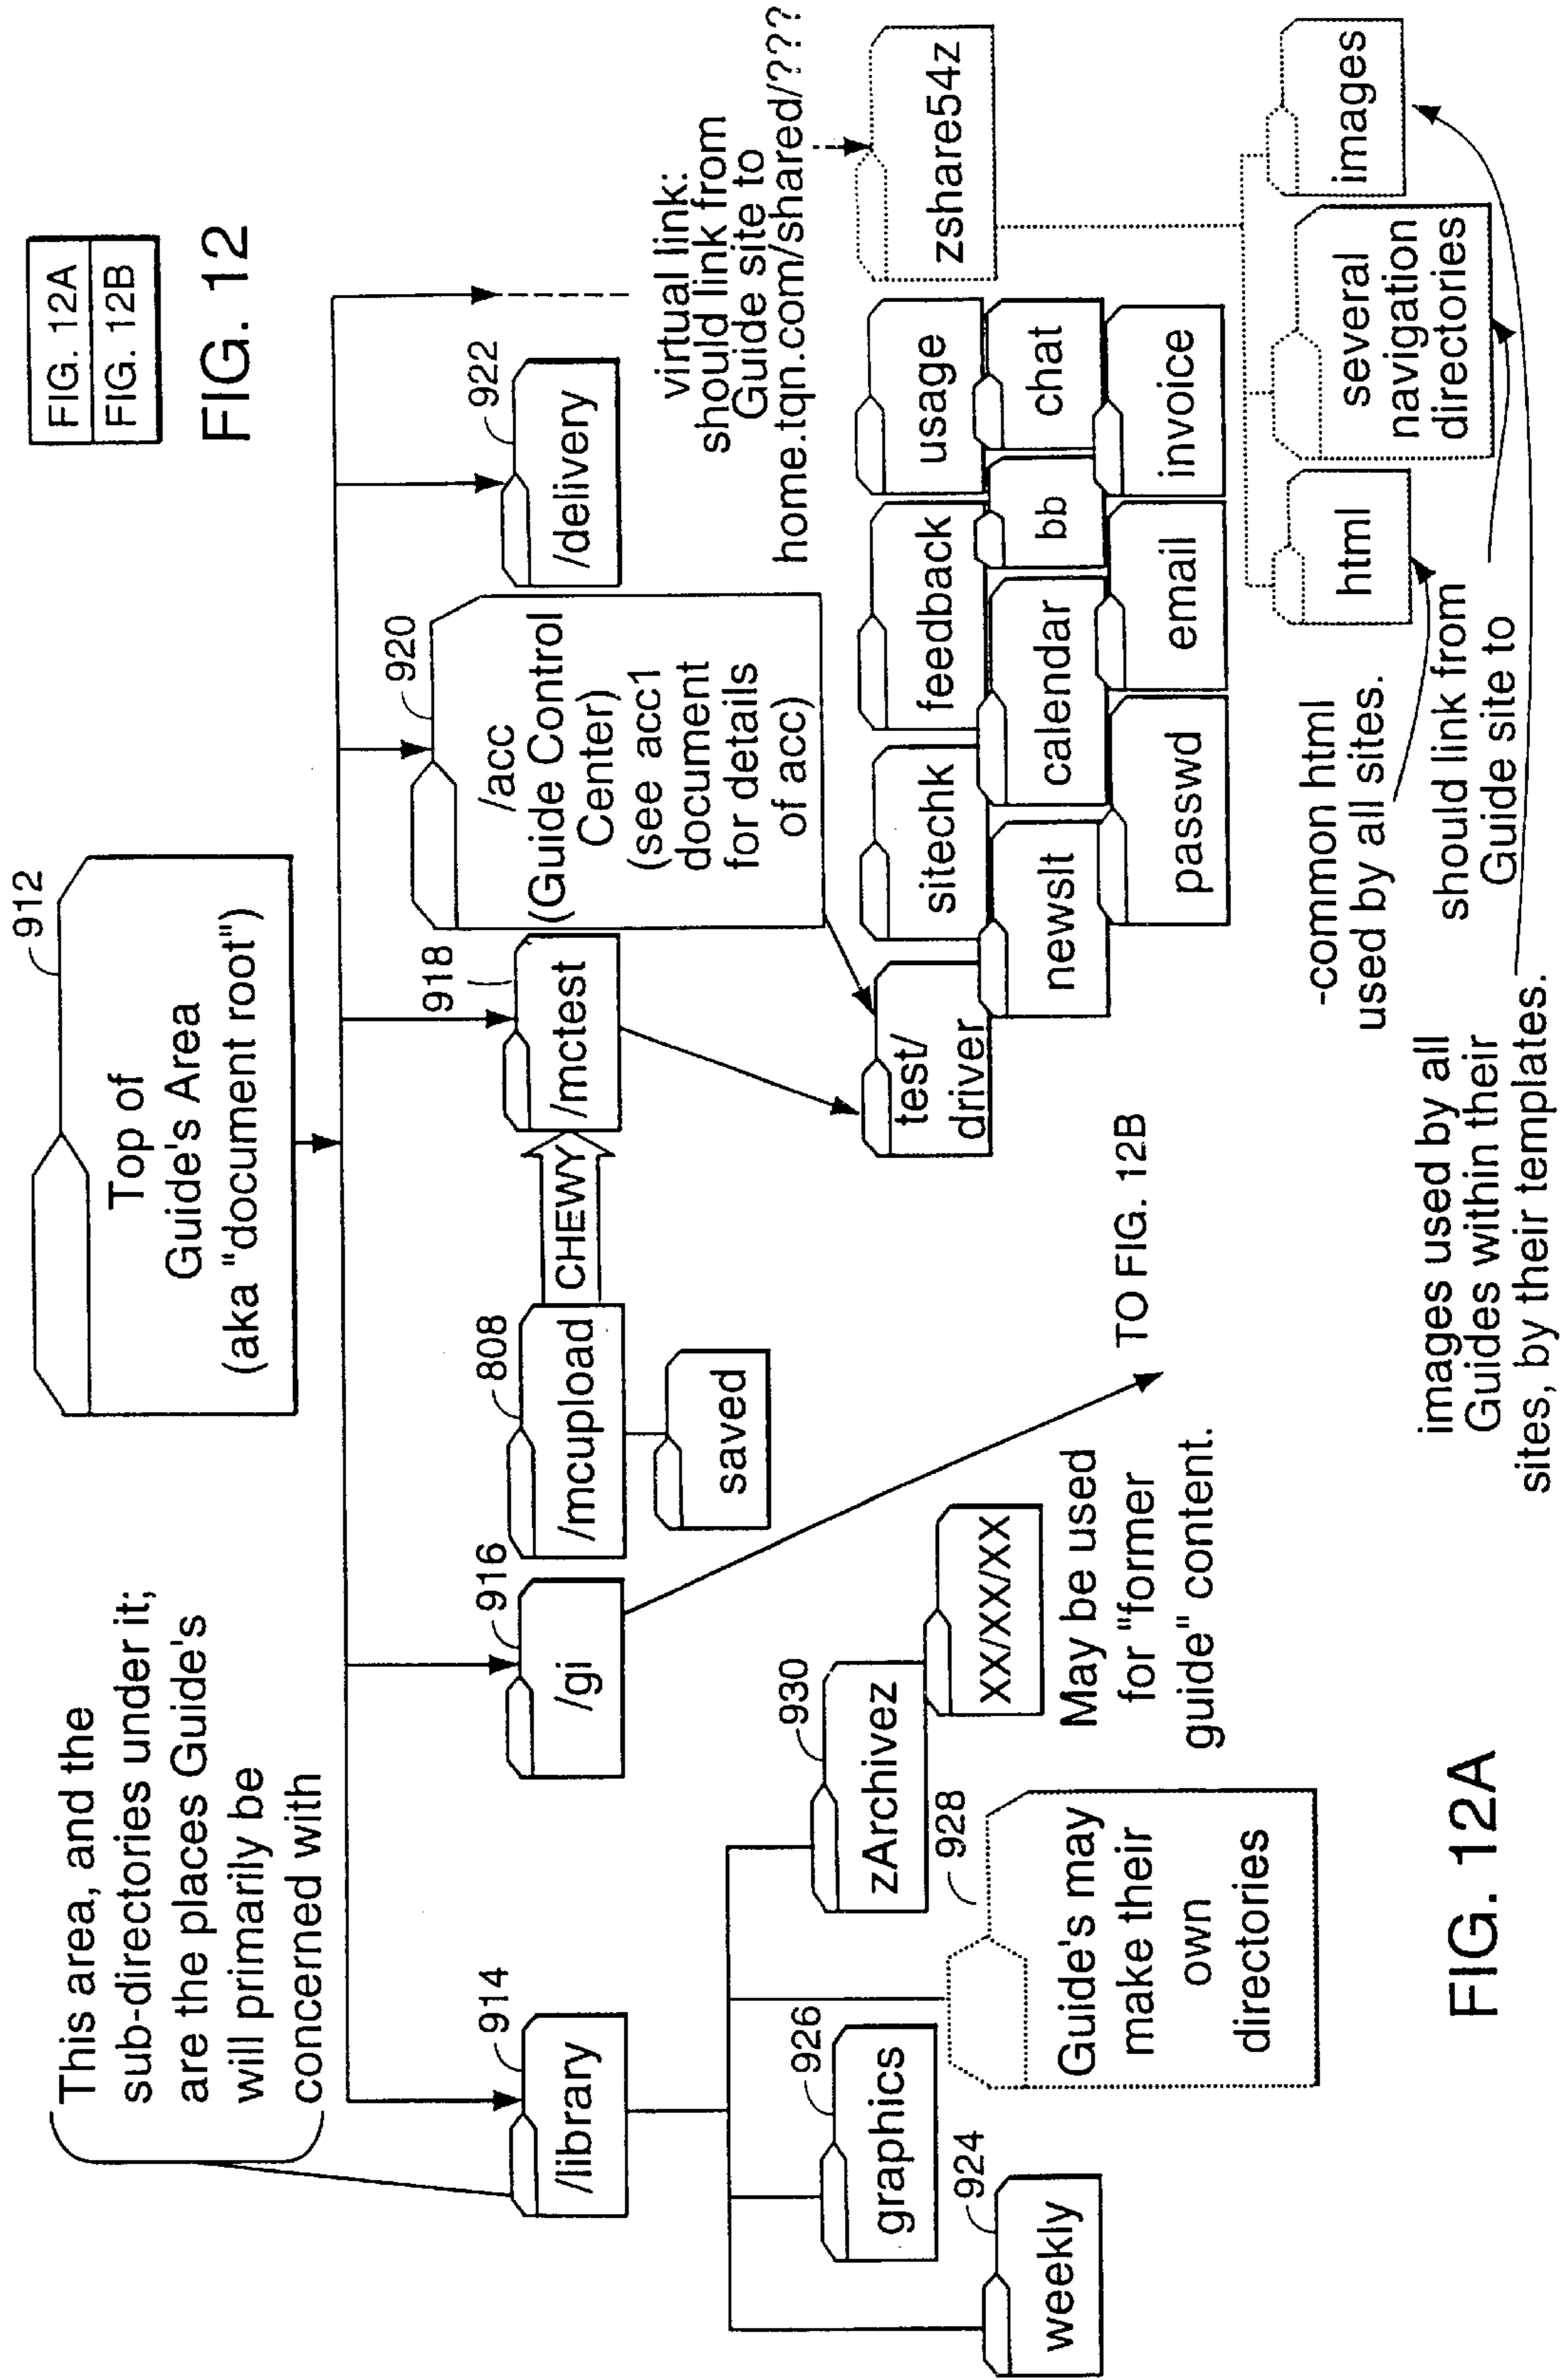 FIG. 12A
FIG. 12B
FIG. 12
912
Top of
Guide's Area
(aka "document root")
This area, and the
sub-directories under it;
are the places Guide's
will primarily be
concerned with
914
/library
916
/gi
808
/mcupload
saved
CHEWY
918
/mctest
920
/acc
(Guide Control
Center)
(see acc1
document
for details
of acc)
922
/delivery
virtual link:
should link from
Guide site to
home.tqn.com/shared/???
zshare54z
924
weekly
926
graphics
928
Guide's may
make their
own
directories
930
zArchivez
XX/XX/XX
May be used
for "former
guide" content.
TO FIG. 12B
test/
driver
sitechk
feedback
usage
newslt
calendar
bb
chat
passwd
email
invoice
html
several
navigation
directories
images
-common html
used by all sites.
should link from
Guide site to
images used by all
Guides within their
sites, by their templates.
FIG. 12A